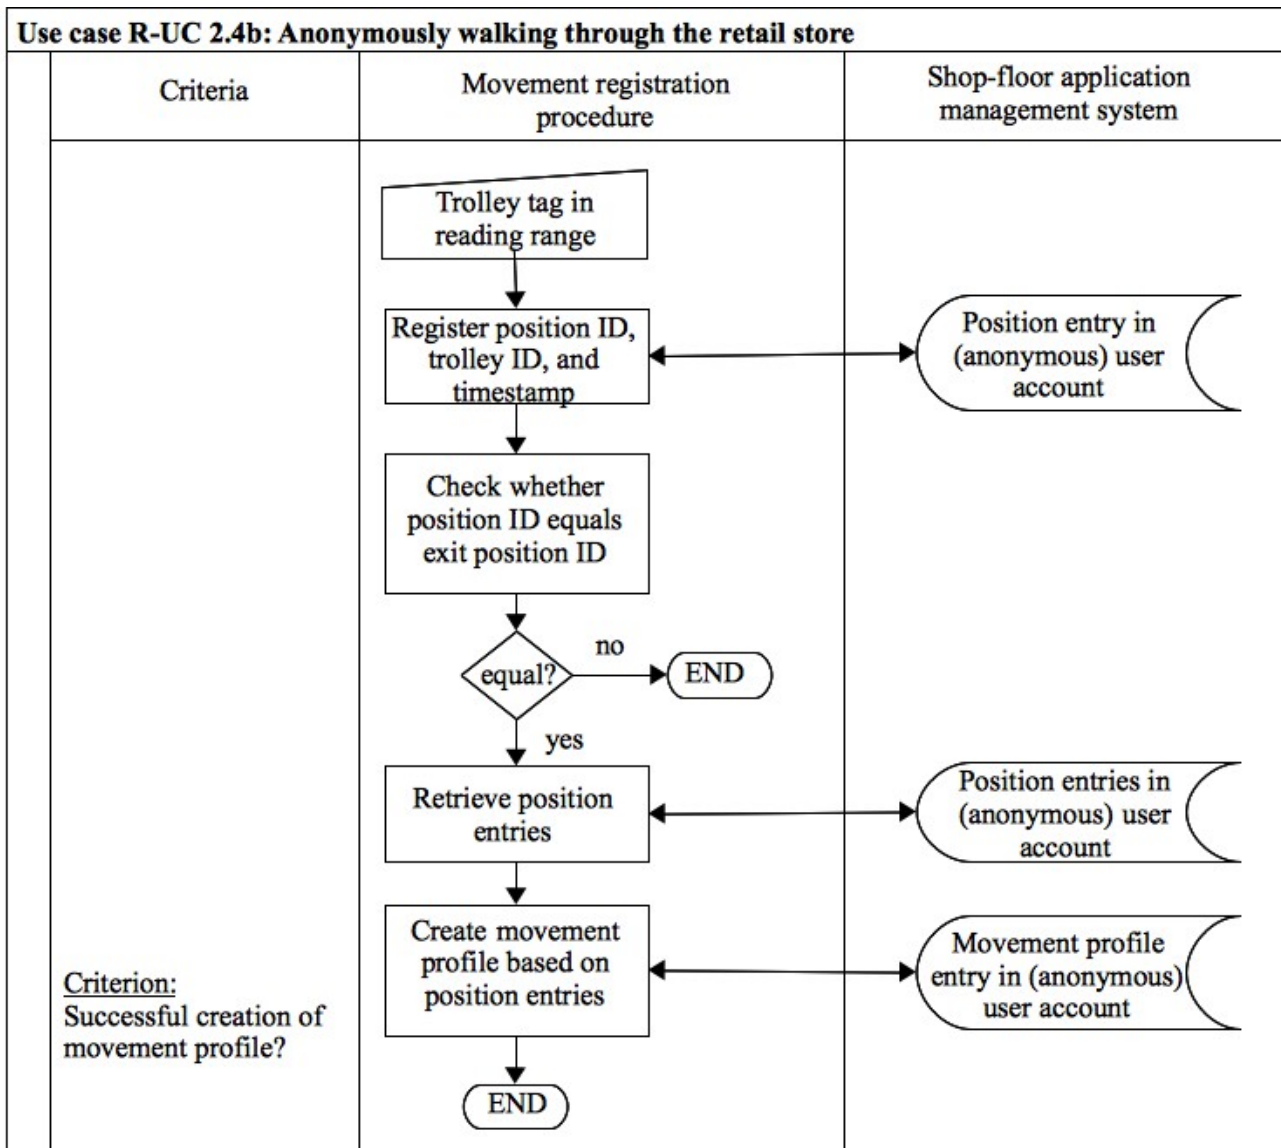 Use case R-UC 2.4b: Anonymously walking through the retail store
Criteria
Movement registration
procedure
Shop-floor application
management system
Trolley tag in
reading range
Register position ID,
trolley ID, and
timestamp
Position entry in
(anonymous) user
account
Check whether
position ID equals
exit position ID
equal?
no
END
yes
Retrieve position
entries
Position entries in
(anonymous) user
account
Create movement
profile based on
position entries
Movement profile
entry in (anonymous)
user account
Criterion:
Successful creation of
movement profile?
END